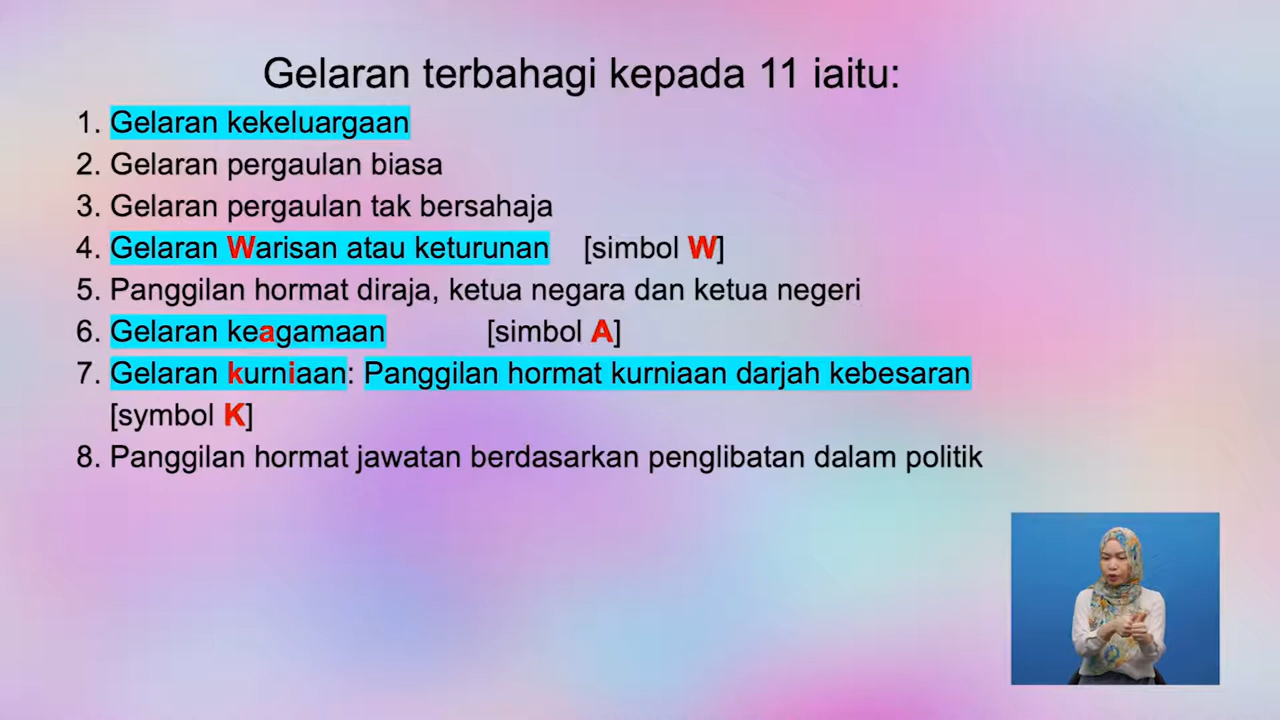 Gelaran terbahagi kepada 11 iaitu:
1. Gelaran kekeluargaan
2. Gelaran pergaulan biasa
3. Gelaran pergaulan tak bersahaja
4. Gelaran Warisan atau keturunan [simbol W]
5. Panggilan hormat diraja, ketua negara dan ketua negeri
6. Gelaran keagamaan [simbol A]
7. Gelaran kurniaan: Panggilan hormat kurniaan darjah kebesaran
[symbol K]
8. Panggilan hormat jawatan berdasarkan penglibatan dalam politik